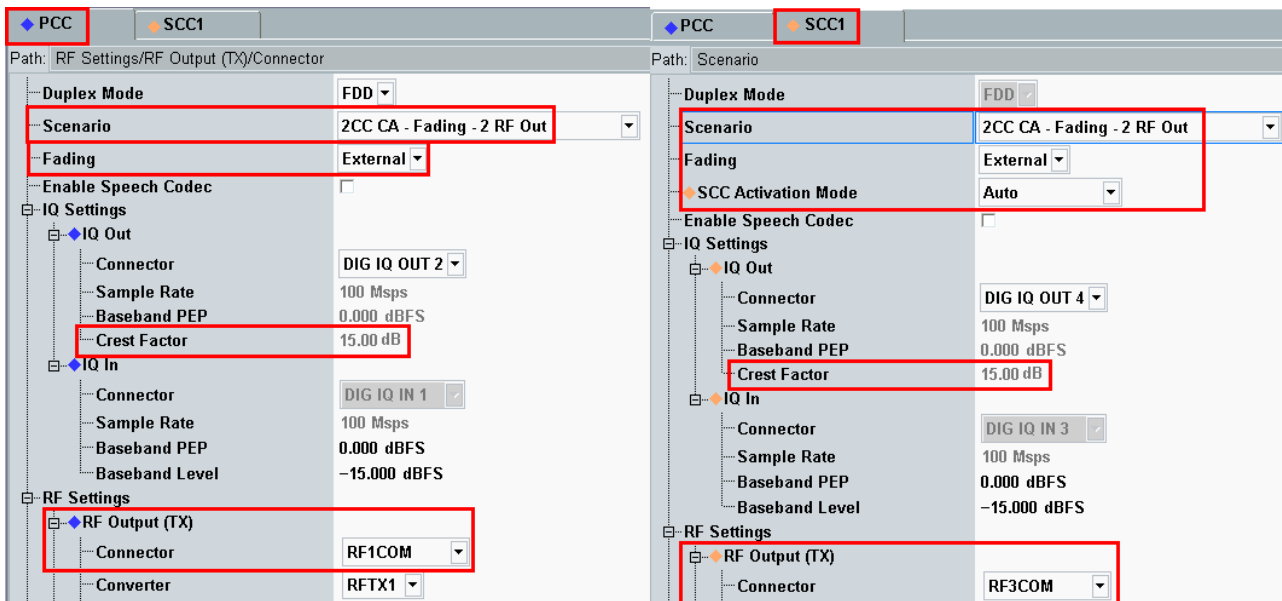 PCC
SCC1
Path: RF Settings/RF Output (TX)/Connector
Duplex Mode FDD
Scenario 2CC CA - Fading - 2 RF Out
Fading External
Enable Speech Codec
IQ Settings
IQ Out
Connector DIG IQ OUT 2
Sample Rate 100 Msps
Baseband PEP 0.000 dBFS
Crest Factor 15.00 dB
IQ In
Connector DIG IQ IN 1
Sample Rate 100 Msps
Baseband PEP 0.000 dBFS
Baseband Level −15.000 dBFS
RF Settings
RF Output (TX)
Connector RF1COM
Converter RFTX1
PCC
SCC1
Path: Scenario
Duplex Mode FDD
Scenario 2CC CA - Fading - 2 RF Out
Fading External
SCC Activation Mode Auto
Enable Speech Codec
IQ Settings
IQ Out
Connector DIG IQ OUT 4
Sample Rate 100 Msps
Baseband PEP 0.000 dBFS
Crest Factor 15.00 dB
IQ In
Connector DIG IQ IN 3
Sample Rate 100 Msps
Baseband PEP 0.000 dBFS
Baseband Level −15.000 dBFS
RF Settings
RF Output (TX)
Connector RF3COM